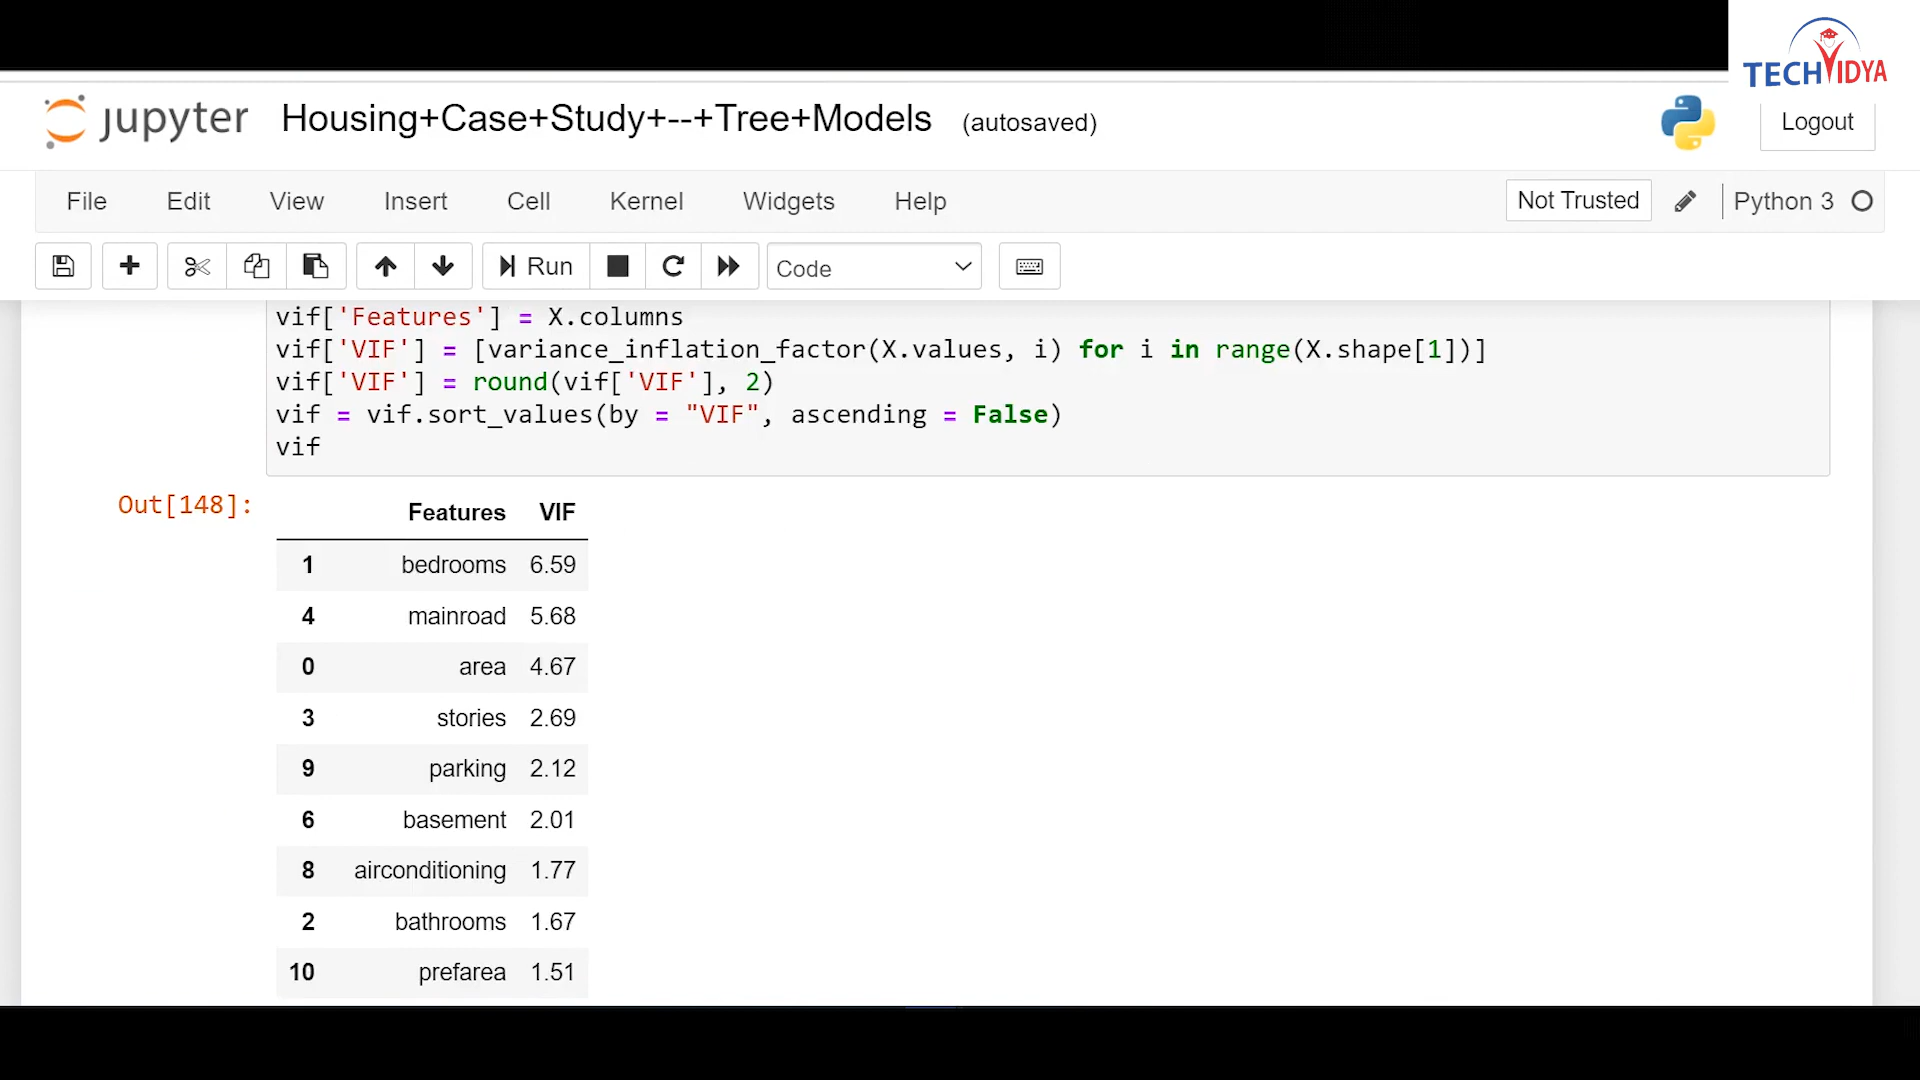 TECHVIDYA
jupyter Housing+Case+Study+--+Tree+Models (autosaved)
Logout
File Edit View Insert Cell Kernel Widgets Help Not Trusted Python 3
Run Code
vif['Features'] = X.columns
vif['VIF'] = [variance_inflation_factor(X.values, i) for i in range(X.shape[1])]
vif['VIF'] = round(vif['VIF'], 2)
vif = vif.sort_values(by = "VIF", ascending = False)
vif
Out[148]:
Features VIF
1 bedrooms 6.59
4 mainroad 5.68
0 area 4.67
3 stories 2.69
9 parking 2.12
6 basement 2.01
8 airconditioning 1.77
2 bathrooms 1.67
10 prefarea 1.51